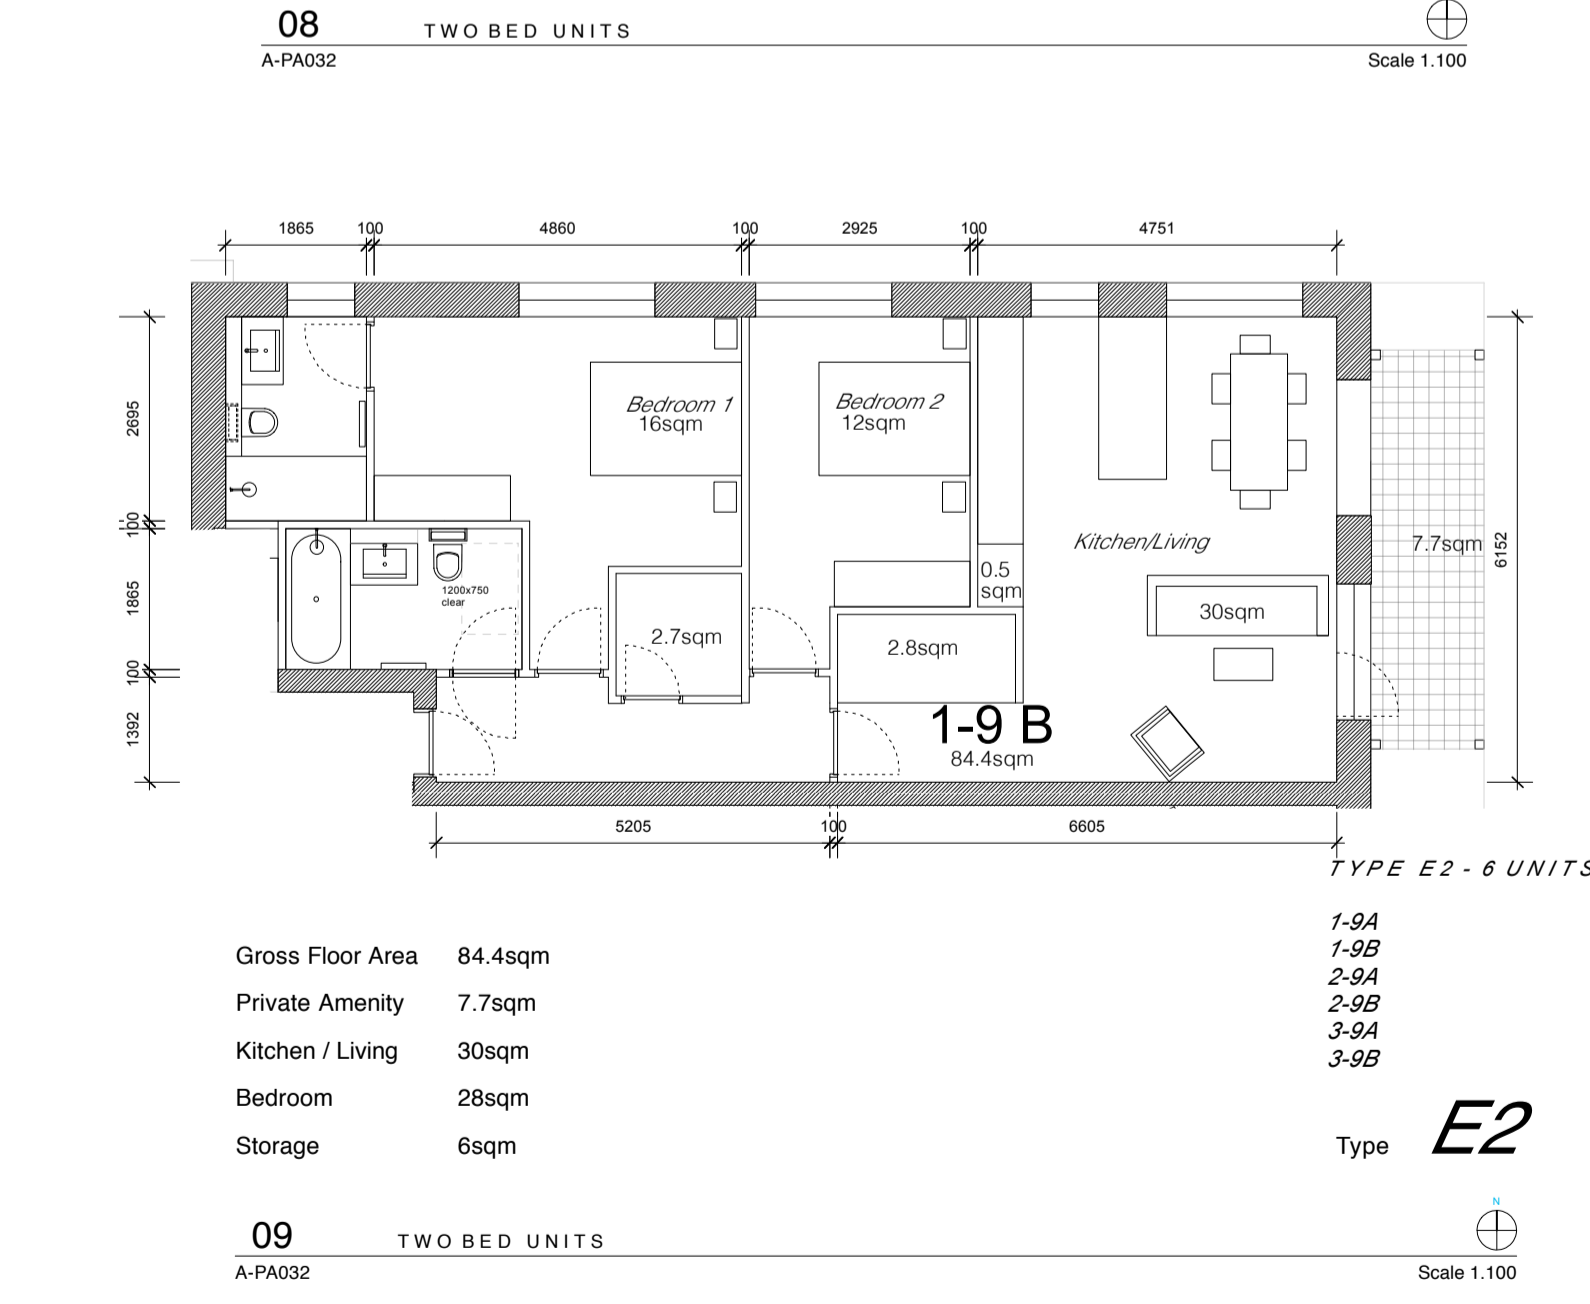 08 TWO BED UNITS
A-PA032 Scale 1.100
1865 100 4860 100 2925 100 4751
2695
100
1865
100
1392
Bedroom 1
16sqm
Bedroom 2
12sqm
Kitchen/Living
7.7sqm
6152
0.5
sqm
1200x750
clear
30sqm
2.7sqm
2.8sqm
1-9 B
84.4sqm
5205 100 6605
TYPE E2 - 6 UNITS
1-9A
1-9B
2-9A
2-9B
3-9A
3-9B
Gross Floor Area 84.4sqm
Private Amenity 7.7sqm
Kitchen / Living 30sqm
Bedroom 28sqm
Storage 6sqm
Type E2
N
09 TWO BED UNITS
A-PA032 Scale 1.100